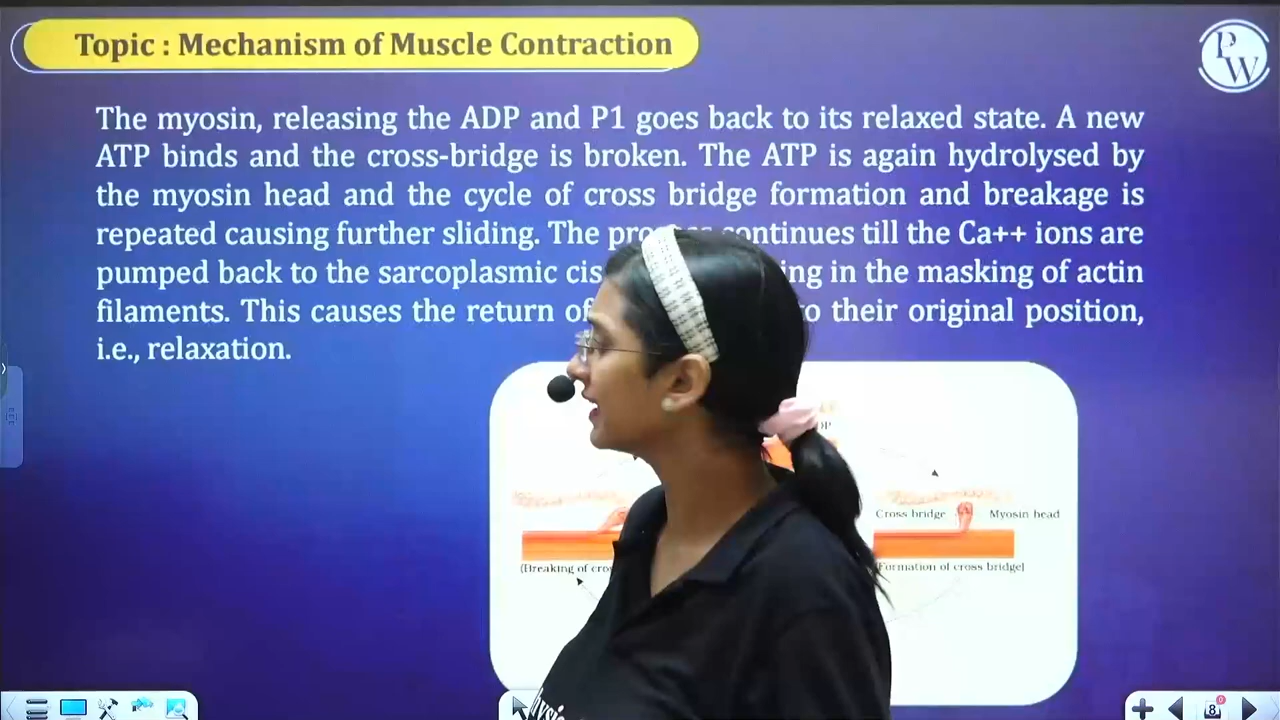 Topic : Mechanism of Muscle Contraction
PW
The myosin, releasing the ADP and P1 goes back to its relaxed state. A new
ATP binds and the cross-bridge is broken. The ATP is again hydrolysed by
the myosin head and the cycle of cross bridge formation and breakage is
repeated causing further sliding. The continues till the Ca++ ions are
pumped back to the sarcoplasmic in the masking of actin
filaments. This causes the return of their original position,
i.e., relaxation.
Cross bridge Myosin head
(Breaking of
(Formation of cross bridge)
8